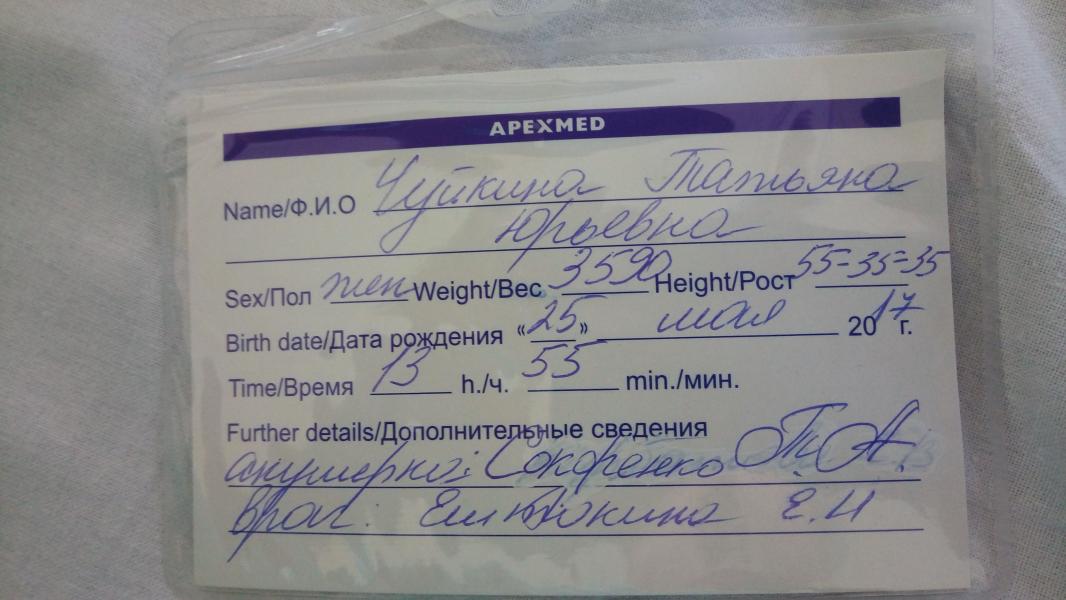 APEXMED
Name/Ф.И.О Чуйкина Татьяна
Юрьевна
Sex/Пол жен Weight/Вес 3590 Height/Рост 55-35-35
Birth date/Дата рождения «25» мая 2017 г.
Time/Время 13 h./ч. 55 min./мин.
Further details/Дополнительные сведения
акушерка: Т.А.
врач: Е.И